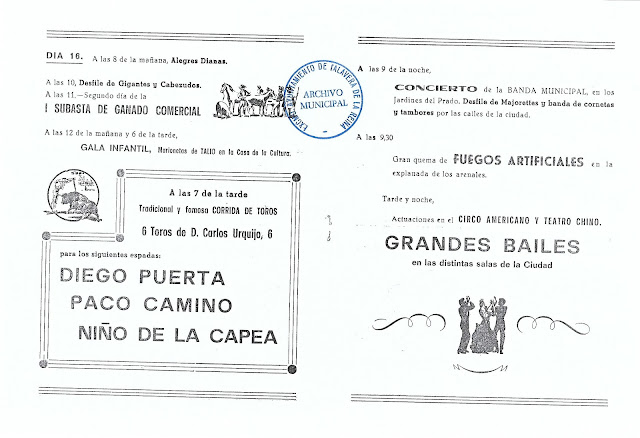 DIA 16. A las 8 de la mañana, Alegres Dianas.
A las 10, Desfile de Gigantes y Cabezudos.
A las 11.—Segundo día de la
I SUBASTA DE GANADO COMERCIAL
A las 12 de la mañana y 6 de la tarde,
GALA INFANTIL, Marionetas de TALIO en la Casa de la Cultura.
A las 7 de la tarde
Tradicional y famosa CORRIDA DE TOROS
6 Toros de D. Carlos Urquijo, 6
para los siguientes espadas:
DIEGO PUERTA
PACO CAMINO
NIÑO DE LA CAPEA
EXCMO. AYUNTAMIENTO DE TALAVERA DE LA REINA
ARCHIVO
MUNICIPAL
A las 9 de la noche,
CONCIERTO de la BANDA MUNICIPAL, en los
Jardines del Prado. Desfile de Majorettes y banda de cornetas
y tambores por las calles de la ciudad.
A las 9,30
Gran quema de FUEGOS ARTIFICIALES en la
explanada de los arenales.
Tarde y noche,
Actuaciones en el CIRCO AMERICANO Y TEATRO CHINO.
GRANDES BAILES
en las distintas salas de la Ciudad